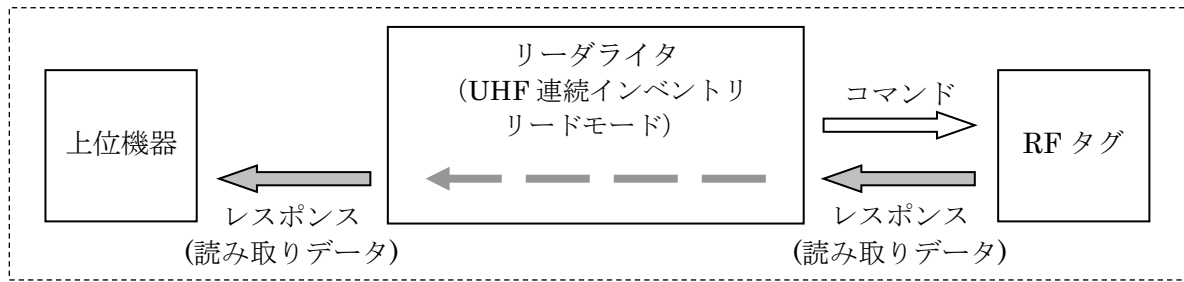 リーダライタ
(UHF 連続インベントリ
リードモード)
コマンド
上位機器
RF タグ
レスポンス
(読み取りデータ)
レスポンス
(読み取りデータ)